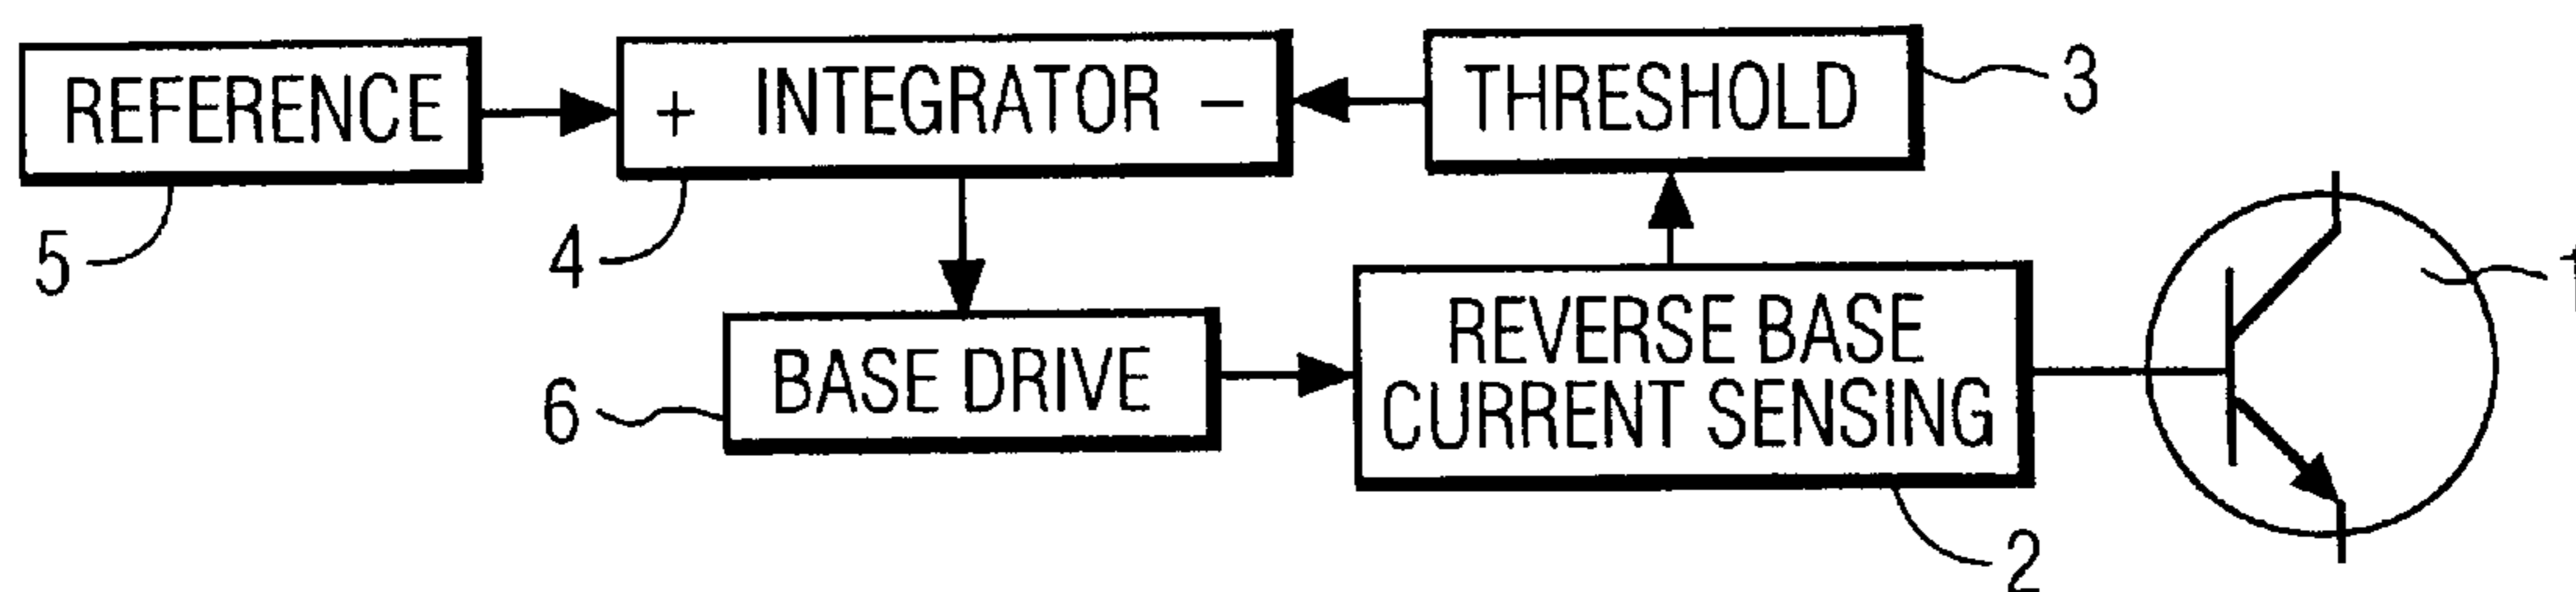 REFERENCE
+ INTEGRATOR −
THRESHOLD
3
5
4
1
BASE DRIVE
REVERSE BASE
CURRENT SENSING
6
2